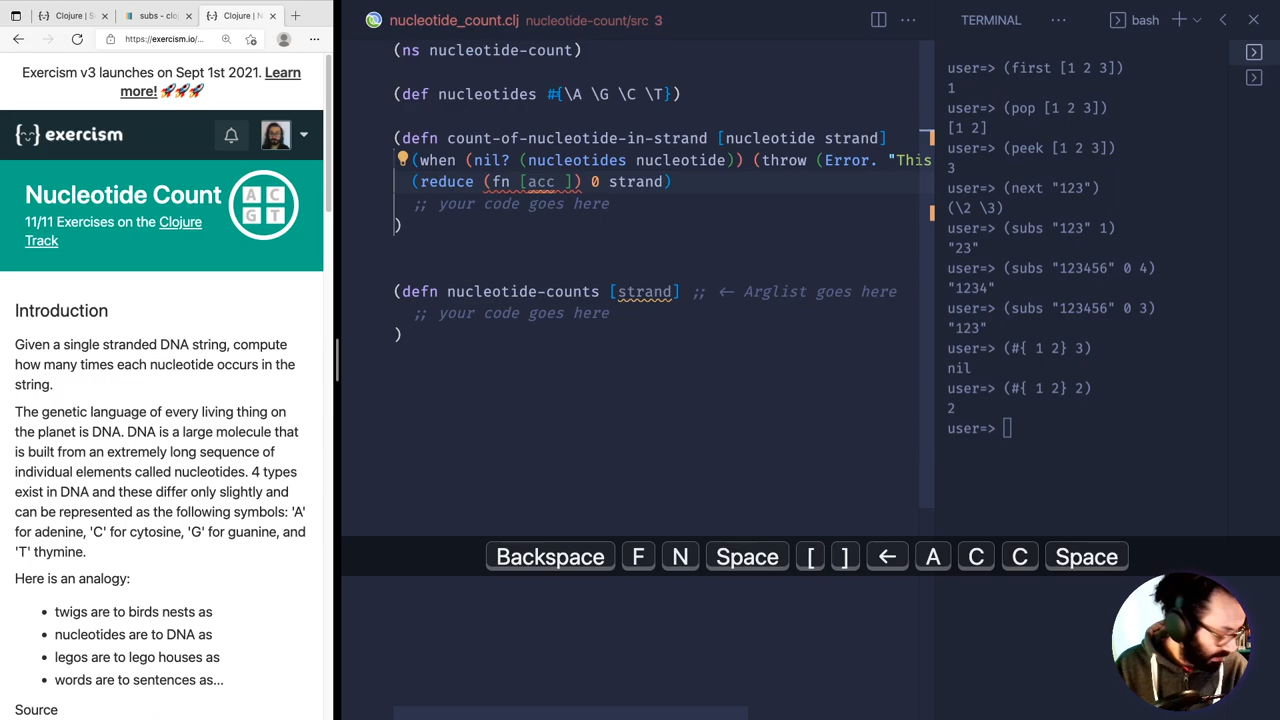 Clojure | S
subs - clo
Clojure | N
https://exercism.io/...
Exercism v3 launches on Sept 1st 2021. Learn
more! 🚀🚀🚀
exercism
Nucleotide Count
11/11 Exercises on the Clojure
Track
A C
G T
Introduction
Given a single stranded DNA string, compute
how many times each nucleotide occurs in the
string.
The genetic language of every living thing on
the planet is DNA. DNA is a large molecule that
is built from an extremely long sequence of
individual elements called nucleotides. 4 types
exist in DNA and these differ only slightly and
can be represented as the following symbols: 'A'
for adenine, 'C' for cytosine, 'G' for guanine, and
'T' thymine.
Here is an analogy:
• twigs are to birds nests as
• nucleotides are to DNA as
• legos are to lego houses as
• words are to sentences as...
Source
nucleotide_count.clj nucleotide-count/src 3
(ns nucleotide-count)
(def nucleotides #{\A \G \C \T})
(defn count-of-nucleotide-in-strand [nucleotide strand]
(when (nil? (nucleotides nucleotide)) (throw (Error. "This
(reduce (fn [acc ]) 0 strand)
;; your code goes here
)
(defn nucleotide-counts [strand] ;; <- Arglist goes here
;; your code goes here
)
TERMINAL ... bash
user=> (first [1 2 3])
1
user=> (pop [1 2 3])
[1 2]
user=> (peek [1 2 3])
3
user=> (next "123")
(\2 \3)
user=> (subs "123" 1)
"23"
user=> (subs "123456" 0 4)
"1234"
user=> (subs "123456" 0 3)
"123"
user=> (#{ 1 2} 3)
nil
user=> (#{ 1 2} 2)
2
user=>
Backspace F N Space [ ] ← A C C Space